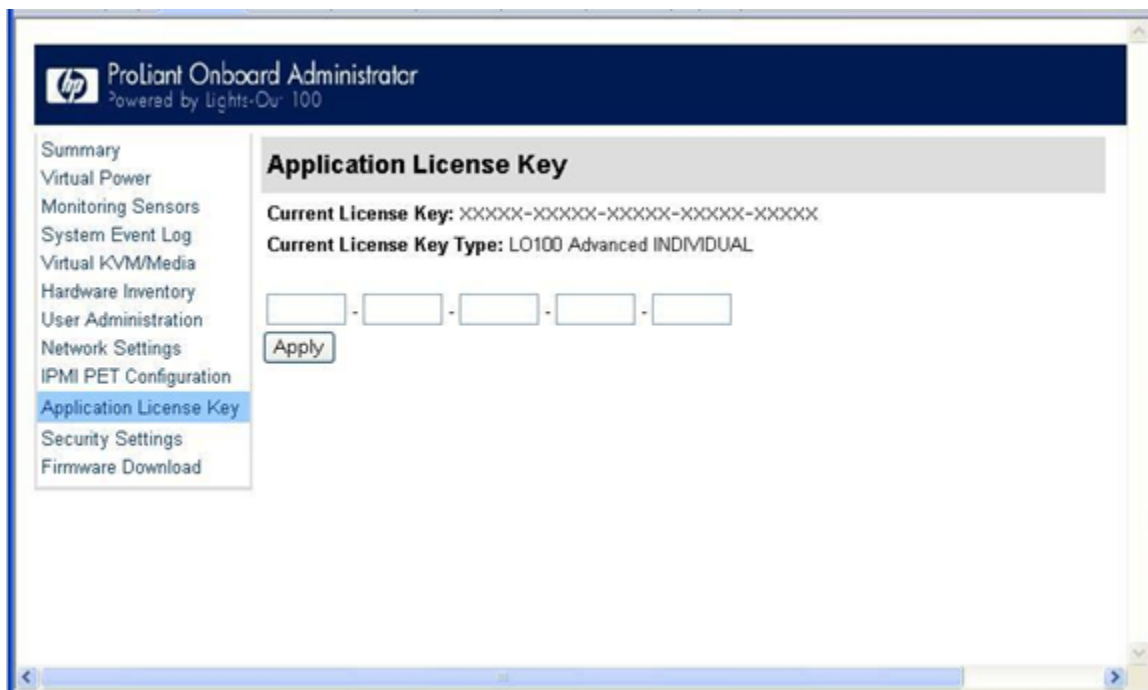 hp
ProLiant Onboard Administrator
Powered by Lights-Out 100
Summary
Virtual Power
Monitoring Sensors
System Event Log
Virtual KVM/Media
Hardware Inventory
User Administration
Network Settings
IPMI PET Configuration
Application License Key
Security Settings
Firmware Download
Application License Key
Current License Key: XXXXX-XXXXX-XXXXX-XXXXX-XXXXX
Current License Key Type: LO100 Advanced INDIVIDUAL
- - - -
Apply